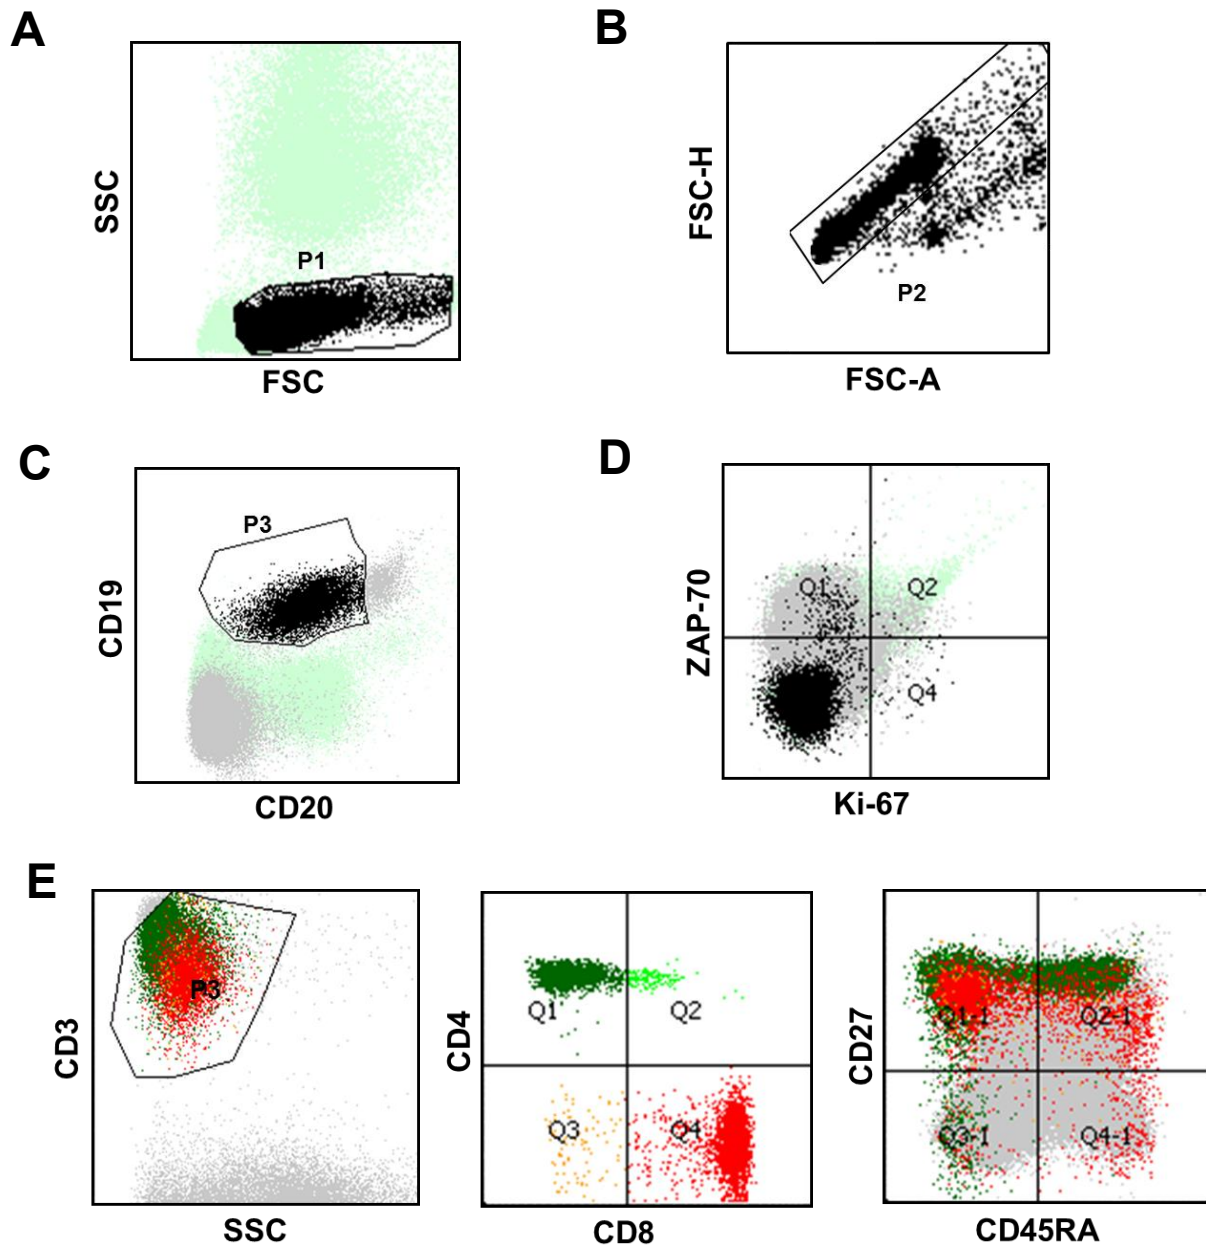 A
SSC
P1
FSC
B
FSC-H
P2
FSC-A
C
CD19
P3
CD20
D
ZAP-70
Q1
Q2
Q4
Ki-67
E
CD3
P3
SSC
CD4
Q1
Q2
Q3
Q4
CD8
CD27
Q1-1
Q2-1
Q3-1
Q4-1
CD45RA